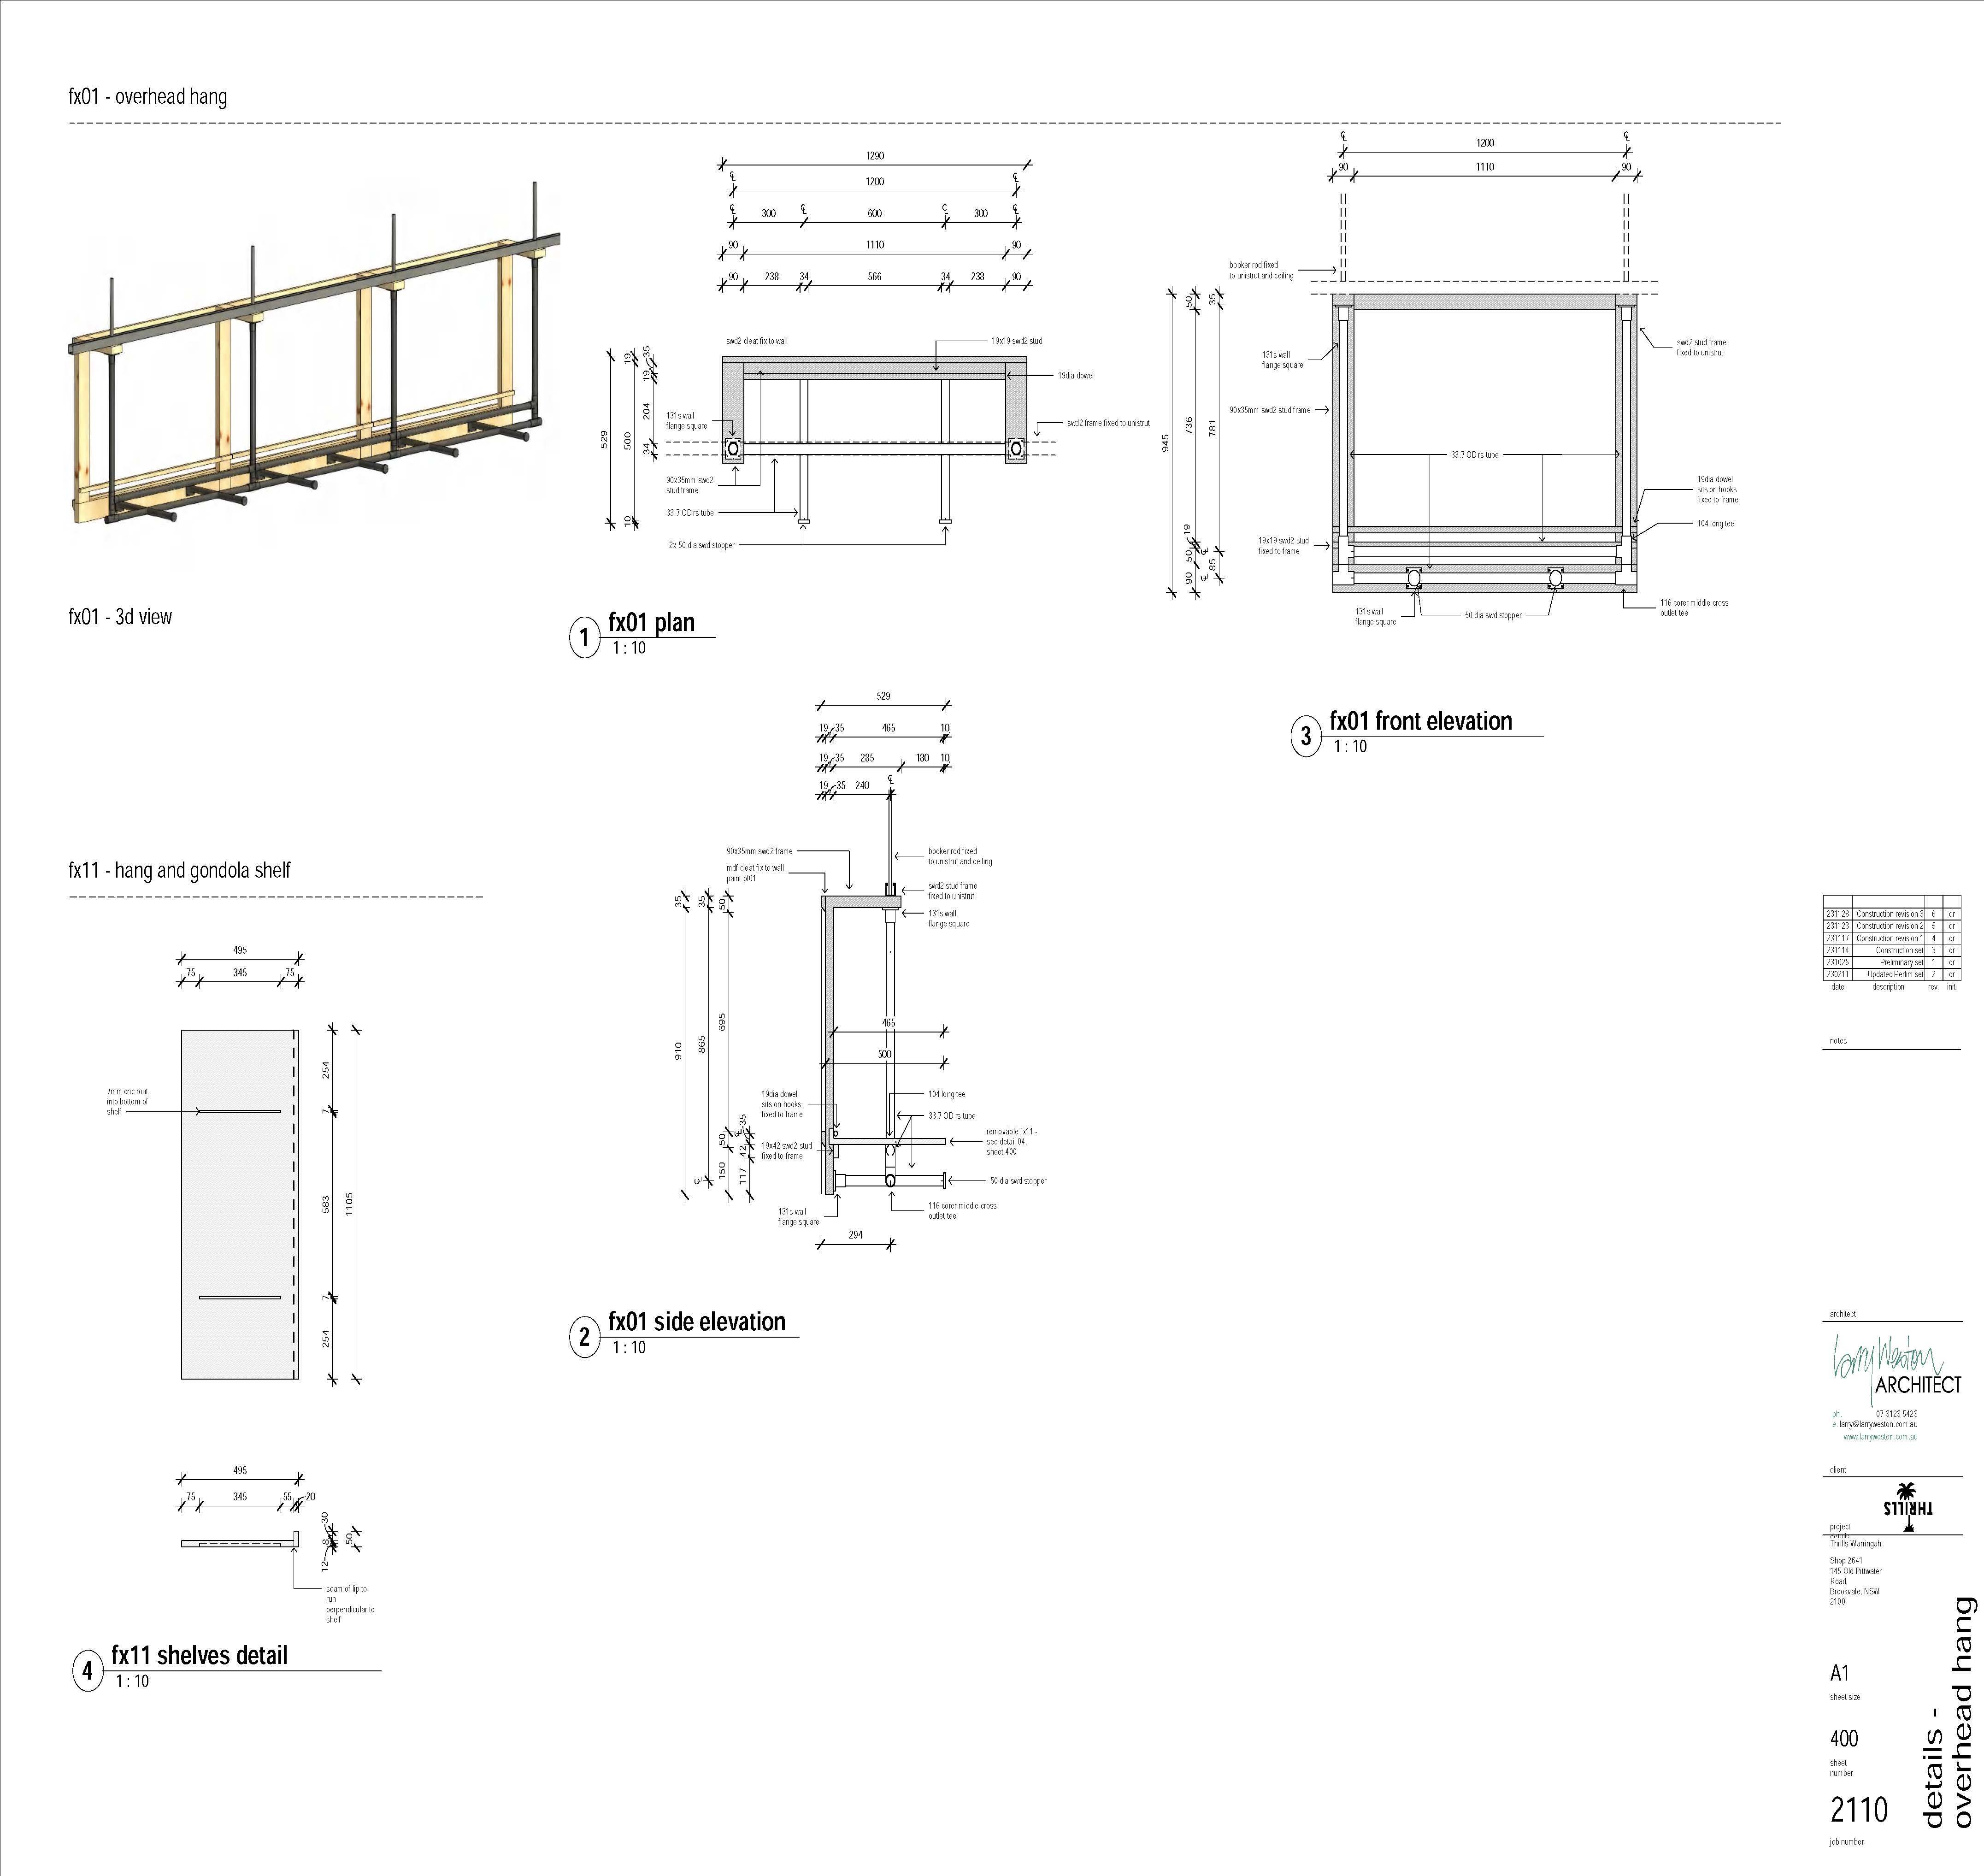 fx01 - overhead hang
fx01 - 3d view
1290
1200
300 600 300
90 1110 90
90 238 34 566 34 238 90
swd2 cleat fix to wall
19x19 swd2 stud
19dia dowel
131s wall
flange square
swd2 frame fixed to unistrut
90x35mm swd2
stud frame
33.7 OD rs tube
2x 50 dia swd stopper
529
19 500 10
35 19 204 34
1 fx01 plan
1 : 10
1200
90 1110 90
booker rod fixed
to unistrut and ceiling
131s wall
flange square
swd2 stud frame
fixed to unistrut
90x35mm swd2 stud frame
33.7 OD rs tube
19dia dowel
sits on hooks
fixed to frame
104 long tee
19x19 swd2 stud
fixed to frame
131s wall
flange square
50 dia swd stopper
116 corer middle cross
outlet tee
945
50 736 19 50 90
35 781 85
3 fx01 front elevation
1 : 10
529
19 35 465 10
19 35 285 180 10
19 35 240
90x35mm swd2 frame
mdf cleat fix to wall
paint pf01
booker rod fixed
to unistrut and ceiling
swd2 stud frame
fixed to unistrut
131s wall
flange square
35 910
35 865
50 695 50 150
35 42 117
465
500
19dia dowel
sits on hooks
fixed to frame
104 long tee
33.7 OD rs tube
19x42 swd2 stud
fixed to frame
removable fx11 -
see detail 04,
sheet 400
50 dia swd stopper
131s wall
flange square
116 corer middle cross
outlet tee
294
2 fx01 side elevation
1 : 10
fx11 - hang and gondola shelf
495
75 345 75
7mm cnc rout
into bottom of
shelf
254 7 583 7 254
1105
495
75 345 55 20
30 8 12
50
seam of lip to
run
perpendicular to
shelf
4 fx11 shelves detail
1 : 10
231128 Construction revision 3 6 dr
231123 Construction revision 2 5 dr
231117 Construction revision 1 4 dr
231114 Construction set 3 dr
231025 Preliminary set 1 dr
230211 Updated Perlim set 2 dr
date description rev. init.
notes
architect
Larry Weston
ARCHITECT
ph. 07 3123 5423
e. larry@larryweston.com.au
www.larryweston.com.au
client
THRILLS
project
details
Thrills Warringah
Shop 2641
145 Old Pittwater
Road,
Brookvale, NSW
2100
A1
sheet size
400
sheet
number
2110
job number
details -
overhead hang